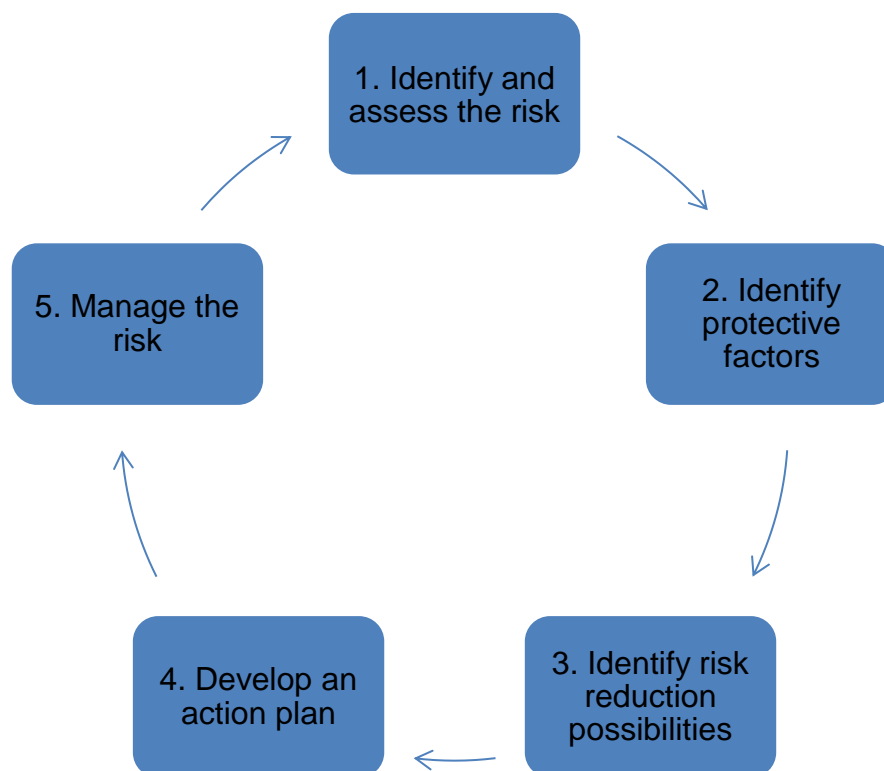 1. Identify and
assess the risk
2. Identify
protective
factors
3. Identify risk
reduction
possibilities
4. Develop an
action plan
5. Manage the
risk